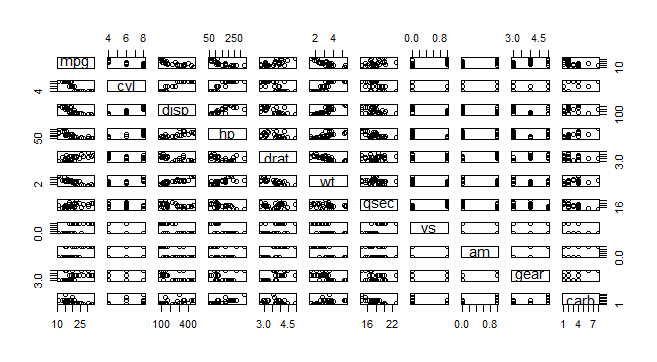 4 6 8 50 250 2 4 0.0 0.8 3.0 4.5
mpg 10
4 cyl
disp 100
50 hp
drat 3.0
2 wt
qsec 16
0.0 vs
am 0.0
3.0 gear
carb 1
10 25 100 400 3.0 4.5 16 22 0.0 0.8 1 4 7